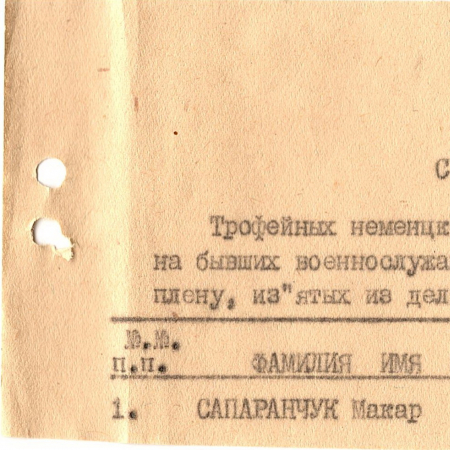 С
Трофейных неменцк
на бывших военнослужа
плену, из"ятых из дел
№.№.
п.п. ФАМИЛИЯ ИМЯ
1. САПАРАНЧУК Макар